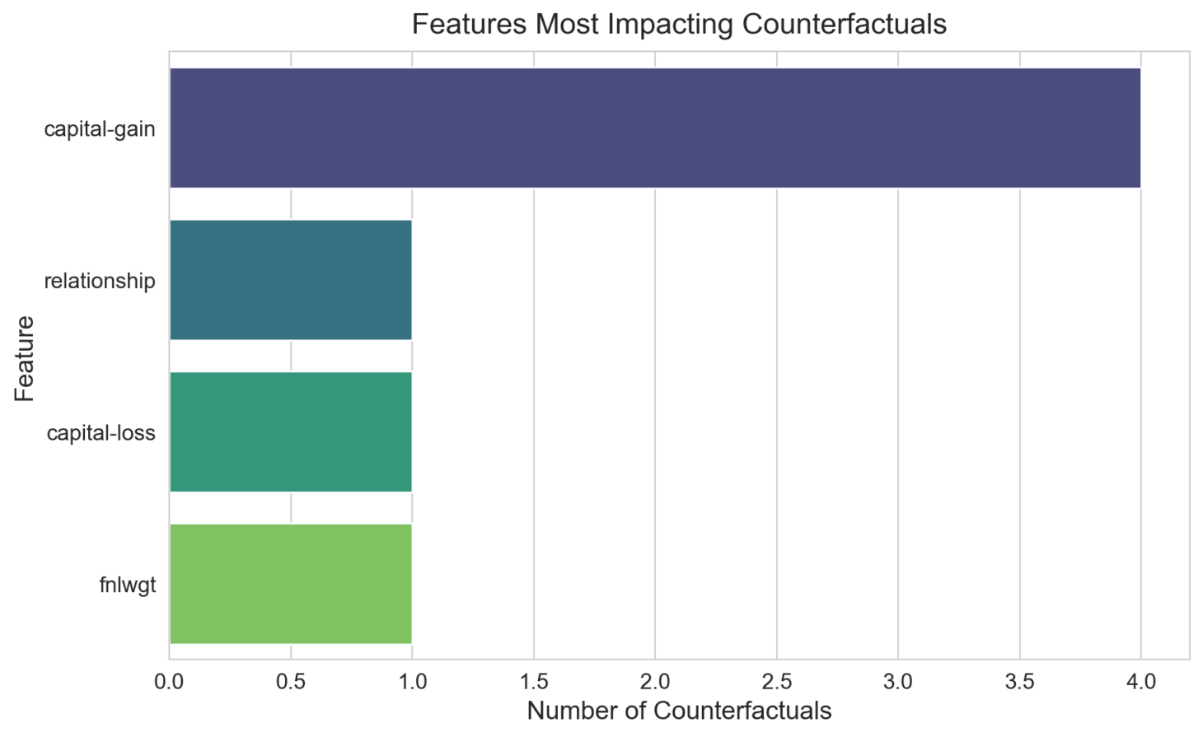 Features Most Impacting Counterfactuals
capital-gain
relationship
capital-loss
fnlwgt
Feature
0.0 0.5 1.0 1.5 2.0 2.5 3.0 3.5 4.0
Number of Counterfactuals